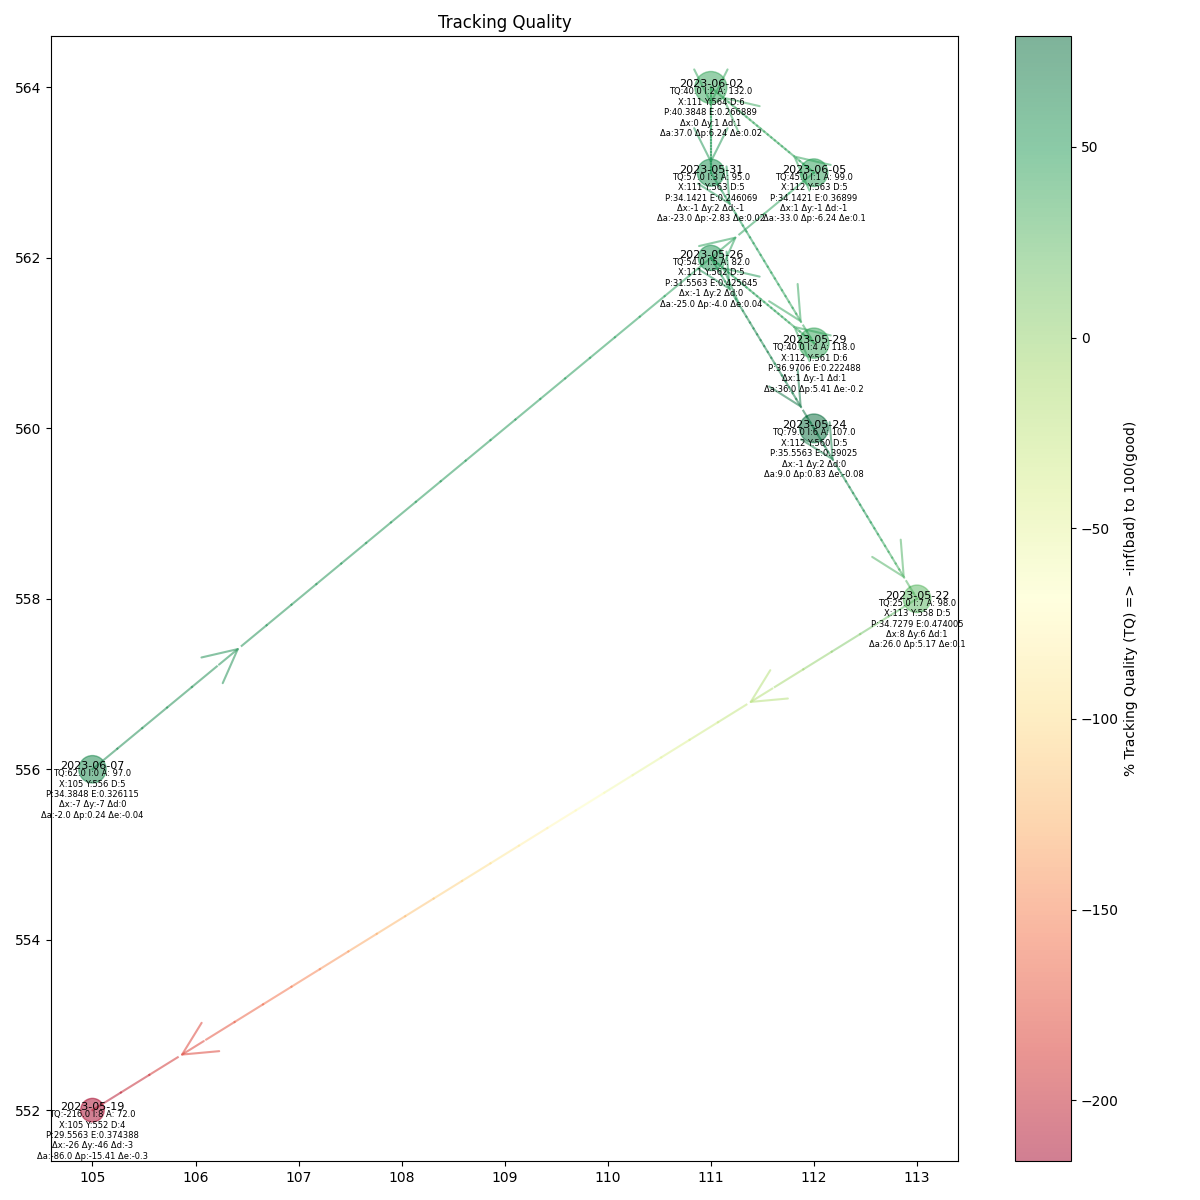 Tracking Quality
564
562
560
558
556
554
552
105
106
107
108
109
110
111
112
113
2023-06-02
TQ:40.0 I:2 A: 132.0
X:111 Y:564 D:6
P:40.3848 E:0.266889
Δx:0 Δy:1 Δd:1
Δa:37.0 Δp:6.24 Δe:0.02
2023-05-31
TQ:57.0 I:3 A: 95.0
X:111 Y:563 D:5
P:34.1421 E:0.246069
Δx:-1 Δy:2 Δd:-1
Δa:-23.0 Δp:-2.83 Δe:0.02
2023-06-05
TQ:45.0 I:1 A: 99.0
X:112 Y:563 D:5
P:34.1421 E:0.36899
Δx:1 Δy:-1 Δd:-1
Δa:-33.0 Δp:-6.24 Δe:0.1
2023-05-26
TQ:54.0 I:5 A: 82.0
X:111 Y:562 D:5
P:31.5563 E:0.425645
Δx:-1 Δy:2 Δd:0
Δa:-25.0 Δp:-4.0 Δe:0.04
2023-05-29
TQ:40.0 I:4 A: 118.0
X:112 Y:561 D:6
P:36.9706 E:0.222488
Δx:1 Δy:-1 Δd:1
Δa:36.0 Δp:5.41 Δe:-0.2
2023-05-24
TQ:79.0 I:6 A: 107.0
X:112 Y:560 D:5
P:35.5563 E:0.39025
Δx:-1 Δy:2 Δd:0
Δa:9.0 Δp:0.83 Δe:-0.08
2023-05-22
TQ:25.0 I:7 A: 98.0
X:113 Y:558 D:5
P:34.7279 E:0.474005
Δx:8 Δy:6 Δd:1
Δa:26.0 Δp:5.17 Δe:0.1
2023-06-07
TQ:62.0 I:0 A: 97.0
X:105 Y:556 D:5
P:34.3848 E:0.326115
Δx:-7 Δy:-7 Δd:0
Δa:-2.0 Δp:0.24 Δe:-0.04
2023-05-19
TQ:-216.0 I:8 A: 72.0
X:105 Y:552 D:4
P:29.5563 E:0.374388
Δx:-26 Δy:-46 Δd:-3
Δa:-86.0 Δp:-15.41 Δe:-0.3
50
0
−50
−100
−150
−200
% Tracking Quality (TQ) => -inf(bad) to 100(good)